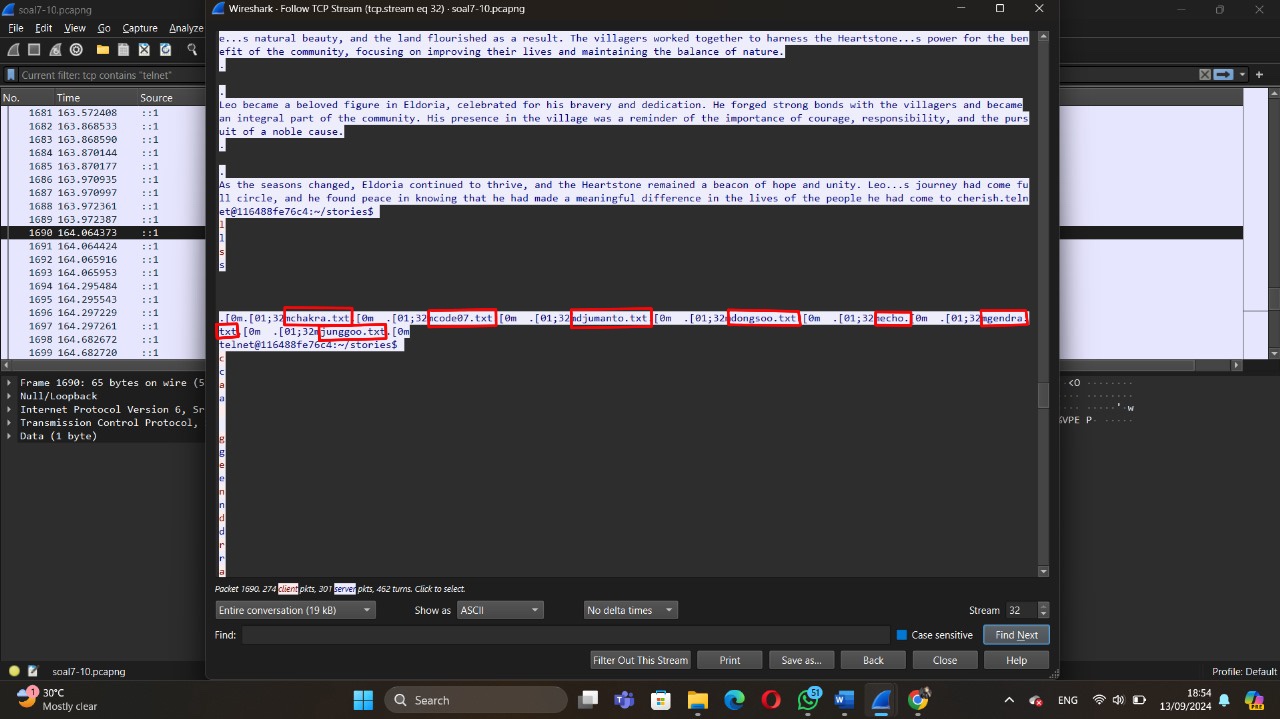 soal7-10.pcapng
Wireshark · Follow TCP Stream (tcp.stream eq 32) · soal7-10.pcapng
File Edit View Go Capture Analyze
Current filter: tcp contains "telnet"
No. Time Source
1681 163.572408 ::1
1682 163.868533 ::1
1683 163.868590 ::1
1684 163.870144 ::1
1685 163.870177 ::1
1686 163.970935 ::1
1687 163.970997 ::1
1688 163.972361 ::1
1689 163.972387 ::1
1690 164.064373 ::1
1691 164.064424 ::1
1692 164.065916 ::1
1693 164.065953 ::1
1694 164.295484 ::1
1695 164.295543 ::1
1696 164.297229 ::1
1697 164.297261 ::1
1698 164.682672 ::1
1699 164.682720 ::1
Frame 1690: 65 bytes on wire (5
Null/Loopback
Internet Protocol Version 6, Sr
Transmission Control Protocol,
Data (1 byte)
e...s natural beauty, and the land flourished as a result. The villagers worked together to harness the Heartstone...s power for the ben
efit of the community, focusing on improving their lives and maintaining the balance of nature.
.
.
Leo became a beloved figure in Eldoria, celebrated for his bravery and dedication. He forged strong bonds with the villagers and became
an integral part of the community. His presence in the village was a reminder of the importance of courage, responsibility, and the purs
uit of a noble cause.
.
.
As the seasons changed, Eldoria continued to thrive, and the Heartstone remained a beacon of hope and unity. Leo...s journey had come fu
ll circle, and he found peace in knowing that he had made a meaningful difference in the lives of the people he had come to cherish.teln
et@116488fe76c4:~/stories$
l
l
s
s
.[0m.[01;32mchakra.txt.[0m  .[01;32mcode07.txt.[0m  .[01;32mdjumanto.txt.[0m  .[01;32mdongsoo.txt.[0m  .[01;32mecho.[0m  .[01;32mgendra.
txt.[0m  .[01;32mjunggoo.txt.[0m
telnet@116488fe76c4:~/stories$
c
c
a
a
g
g
e
e
n
n
d
d
r
r
a
<O ········
········
·····'·w
VPE P· ·····
Packet 1690. 274 client pkts, 301 server pkts, 462 turns. Click to select.
Entire conversation (19 kB) Show as ASCII No delta times Stream 32
Find: Case sensitive Find Next
Filter Out This Stream Print Save as... Back Close Help
soal7-10.pcapng
Profile: Default
1
30°C
Mostly clear
Search
51
ENG
18:54
13/09/2024